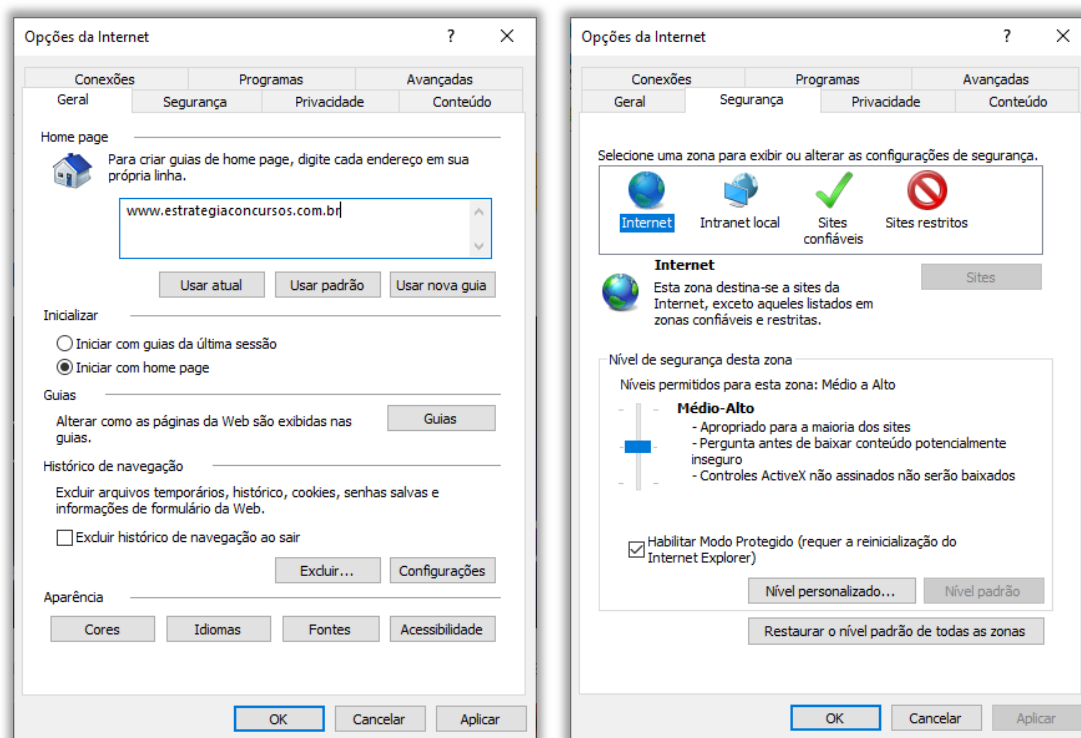 Opções da Internet
?
Conexões
Programas
Avançadas
Geral
Segurança
Privacidade
Conteúdo
Home page
Para criar guias de home page, digite cada endereço em sua
própria linha.
www.estrategiaconcursos.com.br
Usar atual
Usar padrão
Usar nova guia
Inicializar
Iniciar com guias da última sessão
Iniciar com home page
Guias
Alterar como as páginas da Web são exibidas nas
guias.
Guias
Histórico de navegação
Excluir arquivos temporários, histórico, cookies, senhas salvas e
informações de formulário da Web.
Excluir histórico de navegação ao sair
Excluir...
Configurações
Aparência
Cores
Idiomas
Fontes
Acessibilidade
OK
Cancelar
Aplicar
Opções da Internet
?
Conexões
Programas
Avançadas
Geral
Segurança
Privacidade
Conteúdo
Selecione uma zona para exibir ou alterar as configurações de segurança.
Internet
Intranet local
Sites
confiáveis
Sites restritos
Internet
Esta zona destina-se a sites da
Internet, exceto aqueles listados em
zonas confiáveis e restritas.
Sites
Nível de segurança desta zona
Níveis permitidos para esta zona: Médio a Alto
Médio-Alto
- Apropriado para a maioria dos sites
- Pergunta antes de baixar conteúdo potencialmente
inseguro
- Controles ActiveX não assinados não serão baixados
Habilitar Modo Protegido (requer a reinicialização do
Internet Explorer)
Nível personalizado...
Nível padrão
Restaurar o nível padrão de todas as zonas
OK
Cancelar
Aplicar